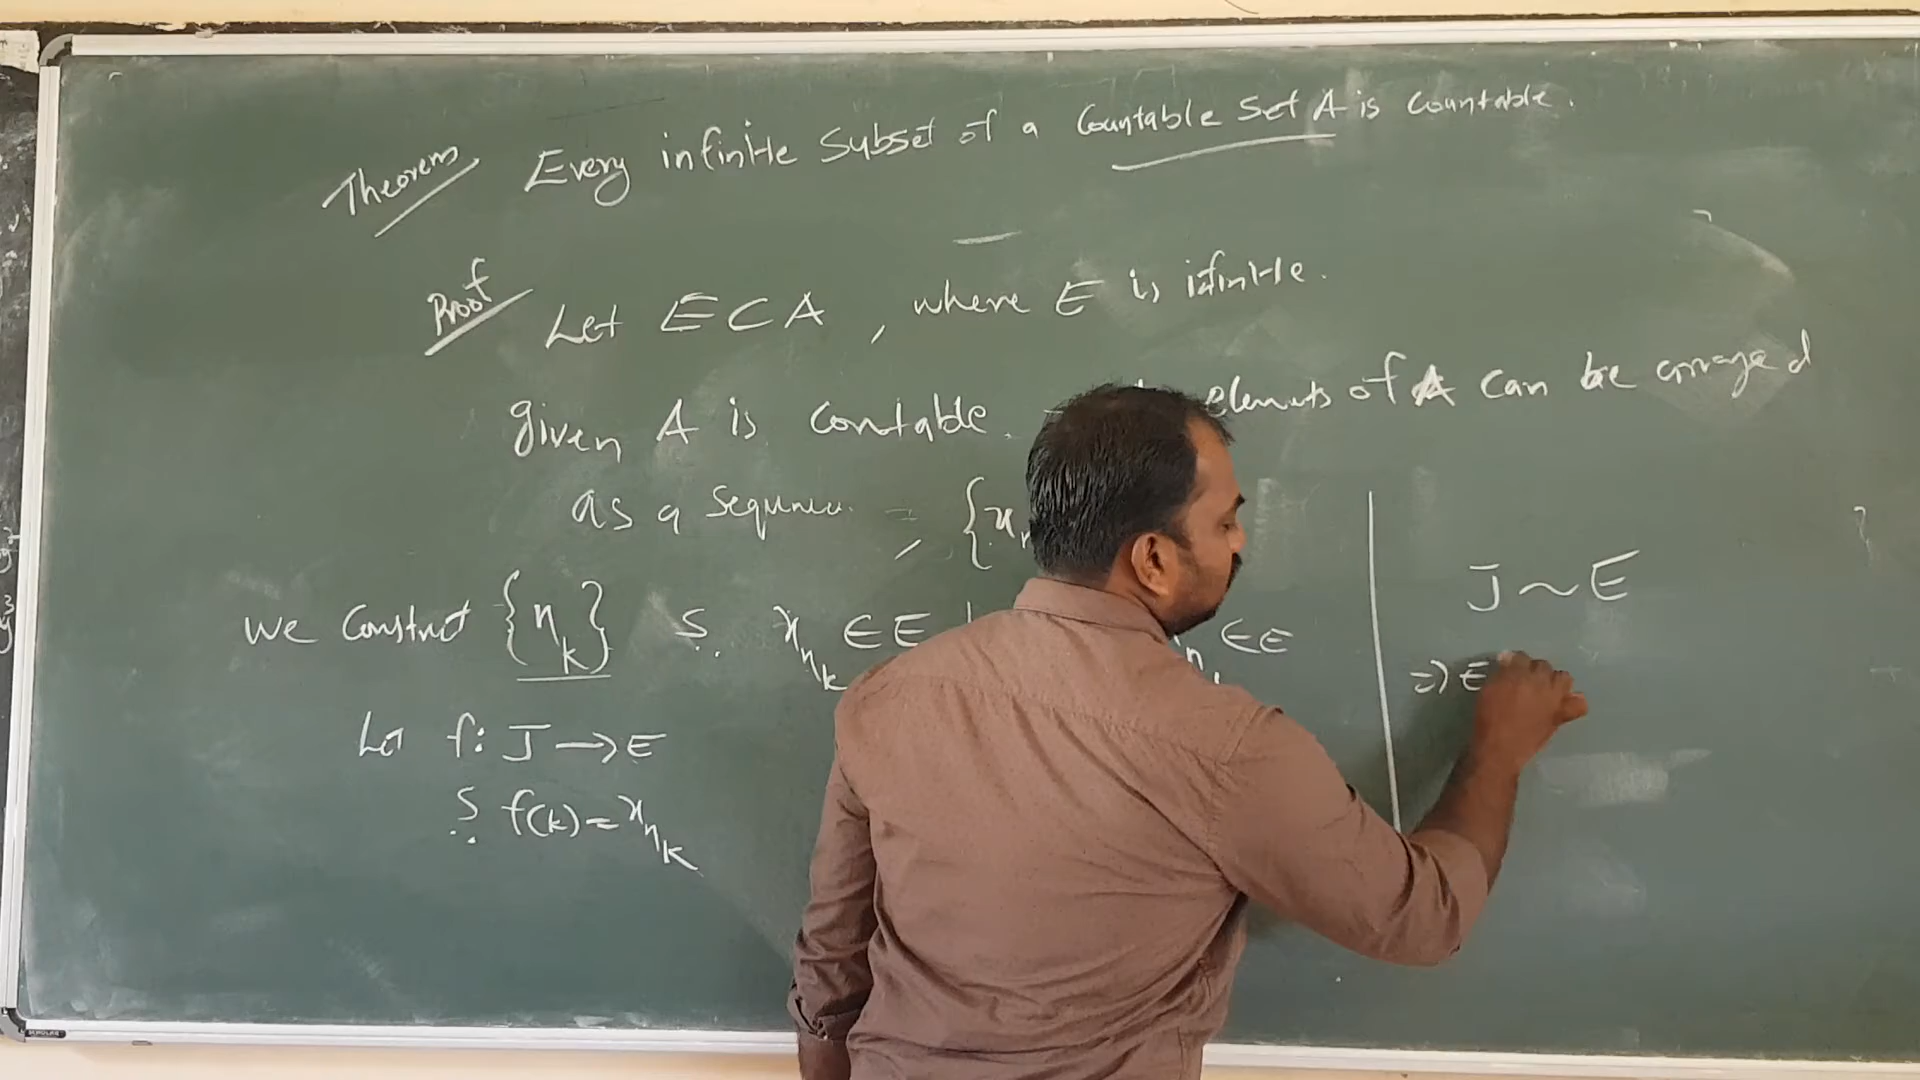 Theorem Every infinite subset of a Countable Set A is Countable.
Proof Let E ⊂ A , where E is ifinite.
given A is contable. elements of A can be arranged
as a sequence. , {x
We Construct {n_k} S.. x_{n_k} ∈ E ∈ E
Let f: J → E
S.. f(k) = x_{n_k}
J ~ E
⇒ E